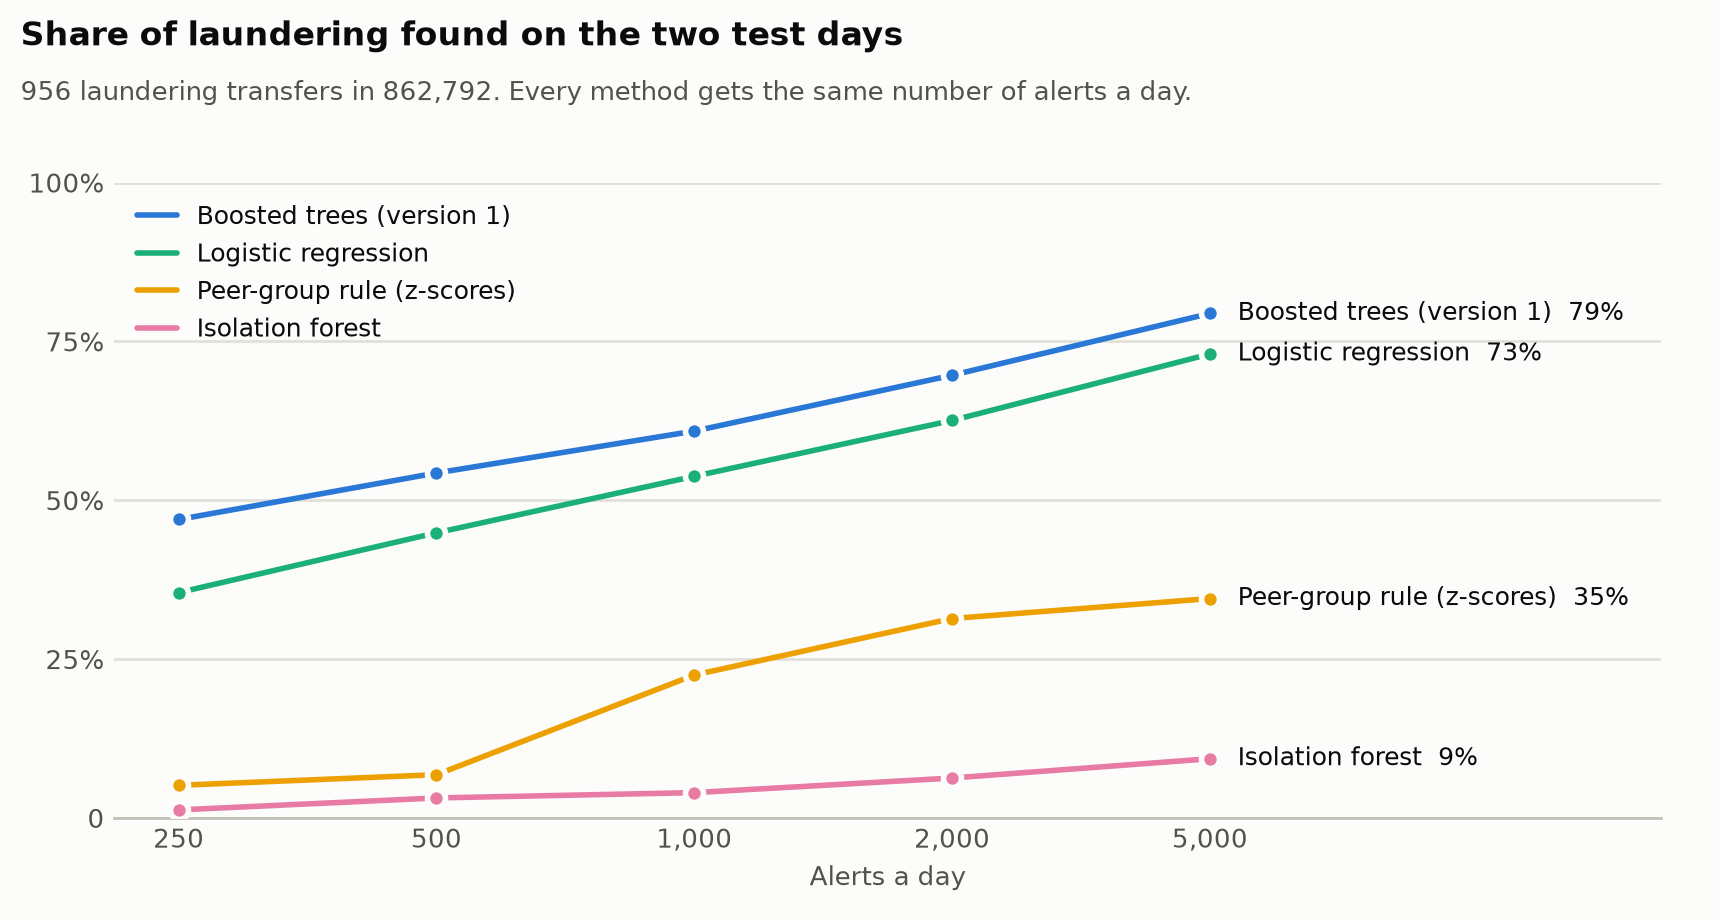 Share of laundering found on the two test days
956 laundering transfers in 862,792. Every method gets the same number of alerts a day.
100%
Boosted trees (version 1)
Logistic regression
Peer-group rule (z-scores)
Isolation forest
75%
50%
25%
0
Boosted trees (version 1) 79%
Logistic regression 73%
Peer-group rule (z-scores) 35%
Isolation forest 9%
250 500 1,000 2,000 5,000
Alerts a day